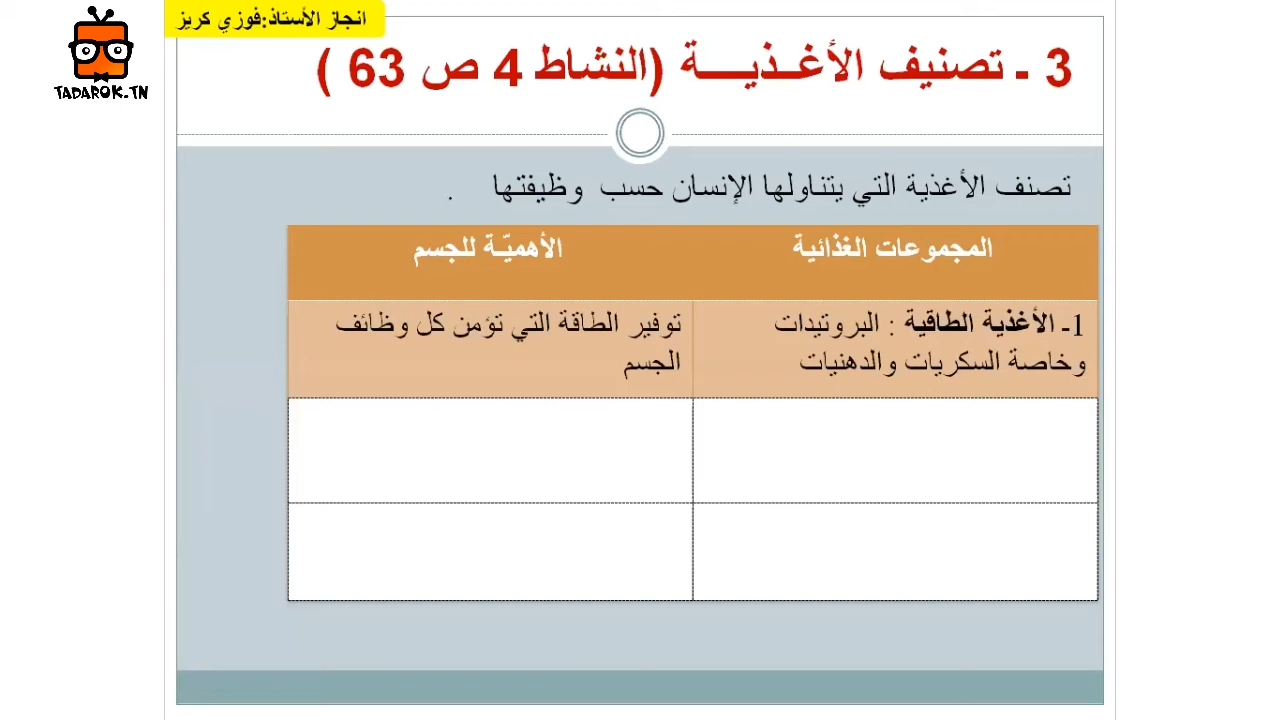 انجاز الأستاذ:فوزي كريز
TADAROK.TN
3 - تصنيف الأغـذيــــة (النشاط 4 ص 63 )
تصنف الأغذية التي يتناولها الإنسان حسب وظيفتها .
المجموعات الغذائية
الأهميّـة للجسم
1ـ الأغذية الطاقية : البروتيدات
وخاصة السكريات والدهنيات
توفير الطاقة التي تؤمن كل وظائف
الجسم